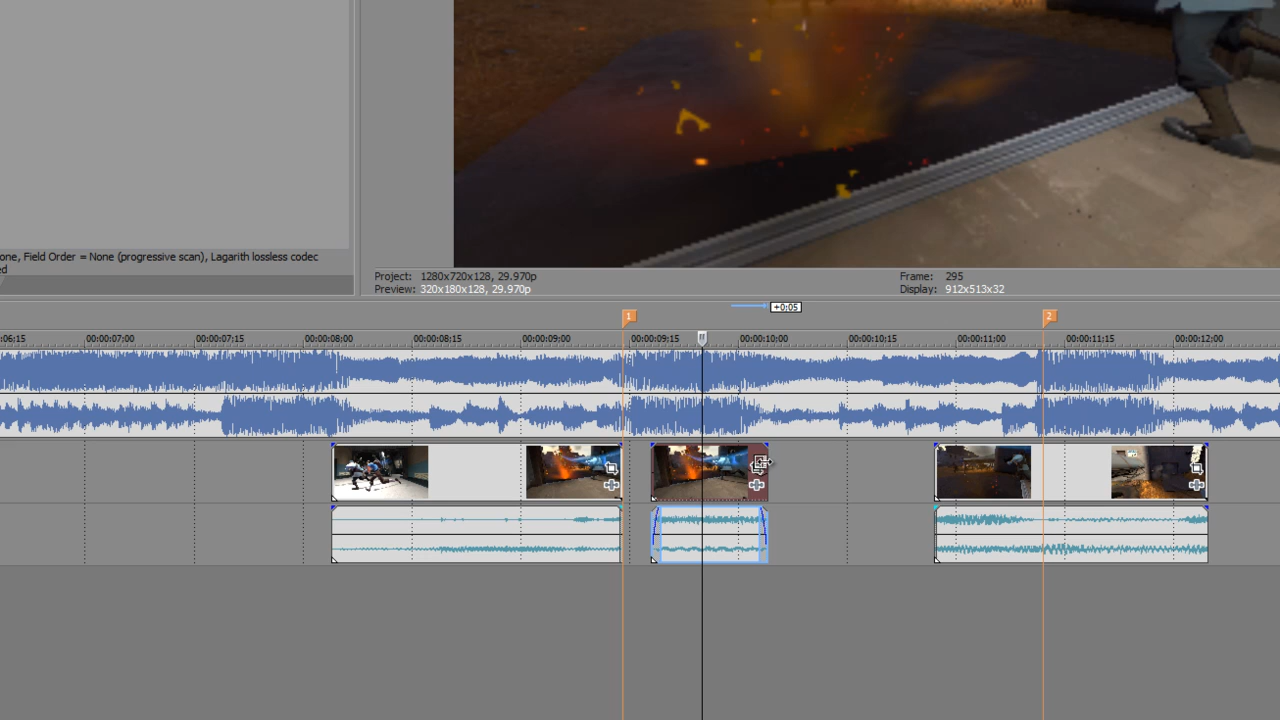 one, Field Order = None (progressive scan), Lagarith lossless codec
ed
Project: 1280x720x128, 29.970p
Frame: 295
Preview: 320x180x128, 29.970p
Display: 912x513x32
+0:05
1
2
:06:15
00:00:07:00
00:00:07:15
00:00:08:00
00:00:08:15
00:00:09:00
00:00:09:15
00:00:10:00
00:00:10:15
00:00:11:00
00:00:11:15
00:00:12:00